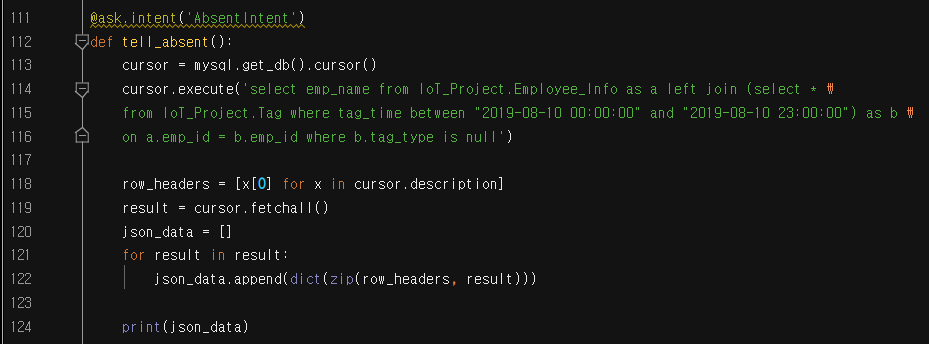 111 @ask.intent('AbsentIntent')
112 def tell_absent():
113     cursor = mysql.get_db().cursor()
114     cursor.execute('select emp_name from IoT_Project.Employee_Info as a left join (select * ₩
115     from IoT_Project.Tag where tag_time between "2019-08-10 00:00:00" and "2019-08-10 23:00:00") as b ₩
116     on a.emp_id = b.emp_id where b.tag_type is null')
117
118     row_headers = [x[0] for x in cursor.description]
119     result = cursor.fetchall()
120     json_data = []
121     for result in result:
122         json_data.append(dict(zip(row_headers, result)))
123
124     print(json_data)